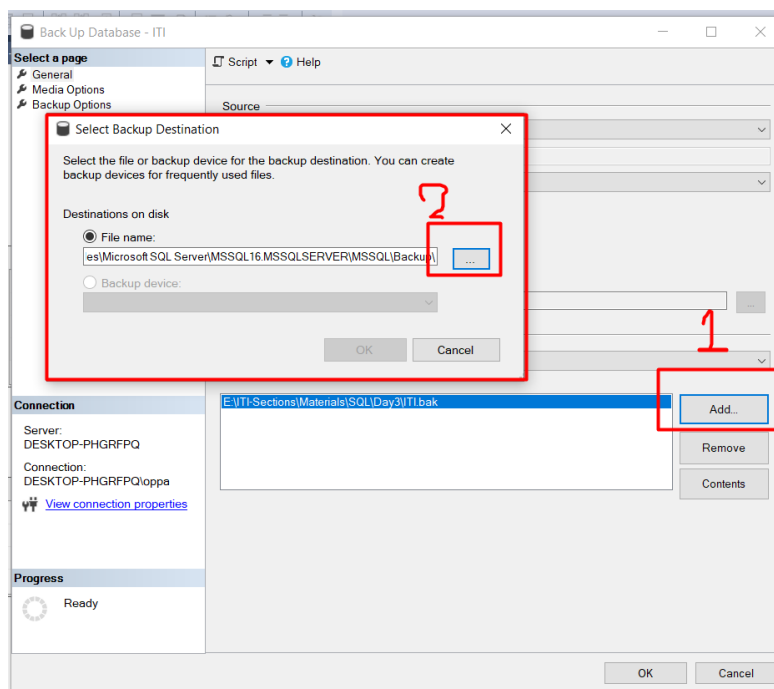 Back Up Database - ITI
Select a page
General
Media Options
Backup Options
Script
Help
Source
Select Backup Destination
Select the file or backup device for the backup destination. You can create
backup devices for frequently used files.
2
Destinations on disk
File name:
es\Microsoft SQL Server\MSSQL16.MSSQLSERVER\MSSQL\Backup\
...
Backup device:
OK
Cancel
...
1
E:\ITI-Sections\Materials\SQL\Day3\ITI.bak
Add...
Remove
Contents
Connection
Server:
DESKTOP-PHGRFPQ
Connection:
DESKTOP-PHGRFPQ\oppa
View connection properties
Progress
Ready
OK
Cancel